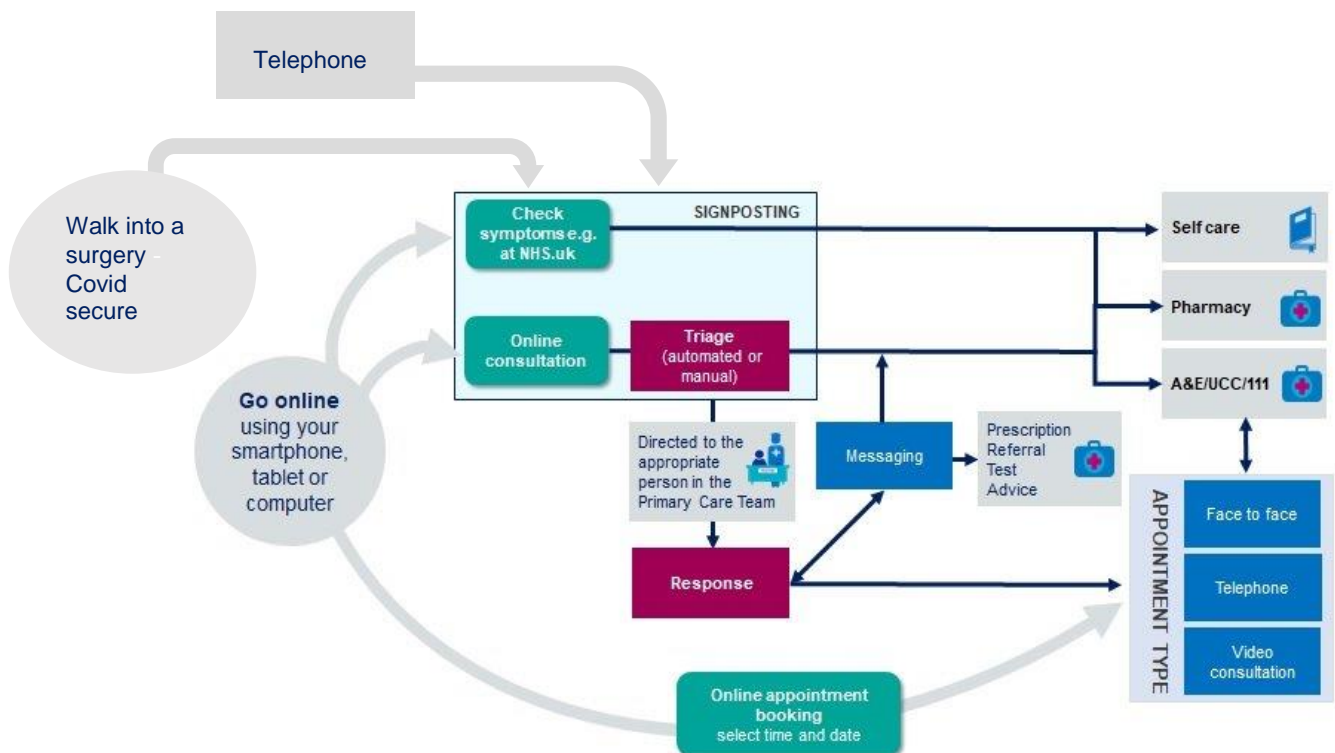 Telephone
Walk into a
surgery -
Covid
secure
Go online
using your
smartphone,
tablet or
computer
SIGNPOSTING
Check
symptoms e.g.
at NHS.uk
Online
consultation
Triage
(automated or
manual)
Self care
Pharmacy
A&E/UCC/111
Directed to the
appropriate
person in the
Primary Care Team
Messaging
Prescription
Referral
Test
Advice
Response
APPOINTMENT TYPE
Face to face
Telephone
Video
consultation
Online appointment
booking
select time and date